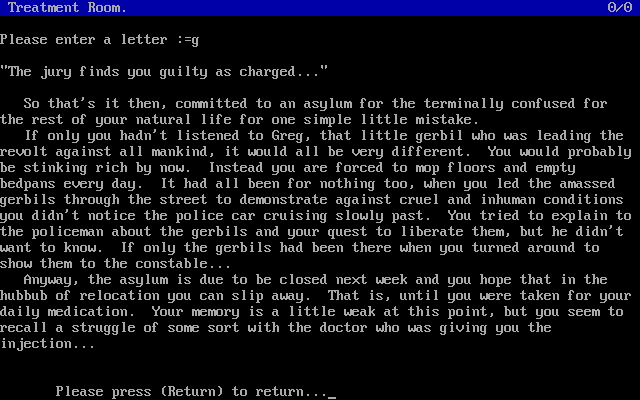 Treatment Room. 0/0
Please enter a letter :=g
"The jury finds you guilty as charged..."
So that's it then, committed to an asylum for the terminally confused for
the rest of your natural life for one simple little mistake.
If only you hadn't listened to Greg, that little gerbil who was leading the
revolt against all mankind, it would all be very different.  You would probably
be stinking rich by now.  Instead you are forced to mop floors and empty
bedpans every day.  It had all been for nothing too, when you led the amassed
gerbils through the street to demonstrate against cruel and inhuman conditions
you didn't notice the police car cruising slowly past.  You tried to explain to
the policeman about the gerbils and your quest to liberate them, but he didn't
want to know.  If only the gerbils had been there when you turned around to
show them to the constable...
Anyway, the asylum is due to be closed next week and you hope that in the
hubbub of relocation you can slip away.  That is, until you were taken for your
daily medication.  Your memory is a little weak at this point, but you seem to
recall a struggle of some sort with the doctor who was giving you the
injection...
Please press (Return) to return..._